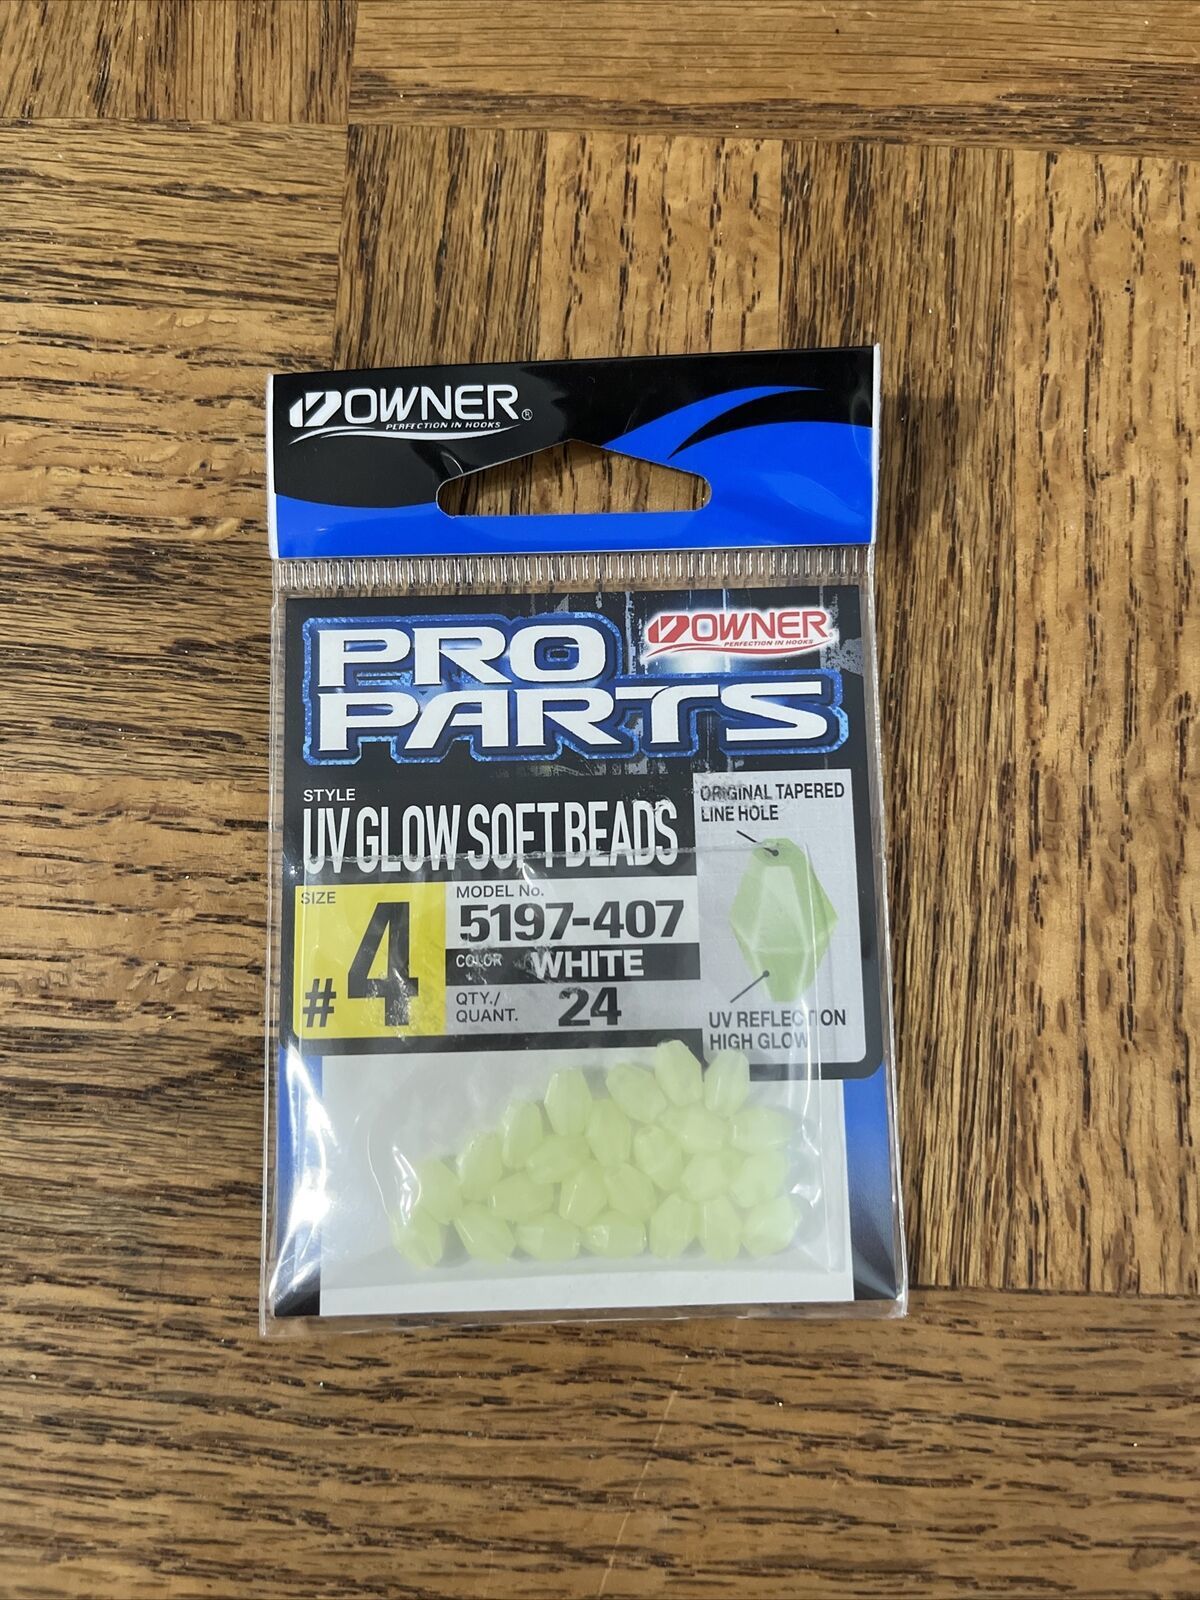 OWNER®
PERFECTION IN HOOKS
PRO
PARTS
OWNER
PERFECTION IN HOOKS
STYLE
UV GLOW SOFT BEADS
SIZE
#4
MODEL No.
5197-407
COLOR WHITE
QTY./
QUANT. 24
ORIGINAL TAPERED
LINE HOLE
UV REFLECTION
HIGH GLOW